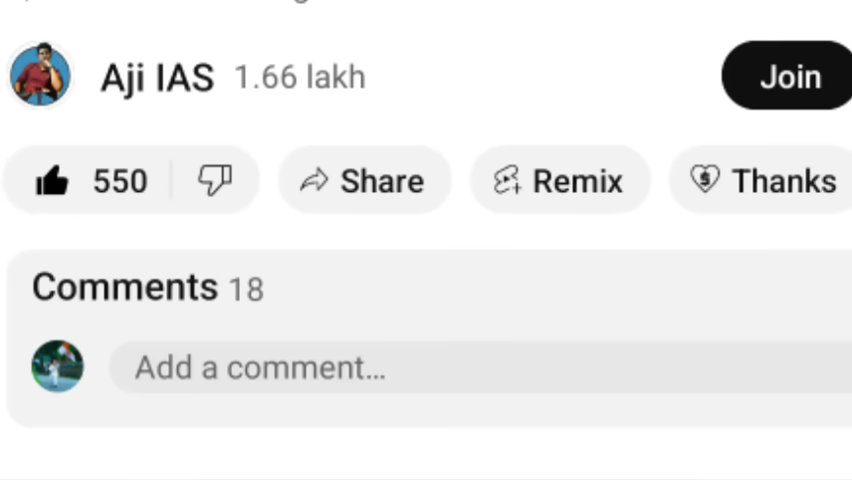 Aji IAS 1.66 lakh Join
550 Share Remix Thanks
Comments 18
Add a comment...